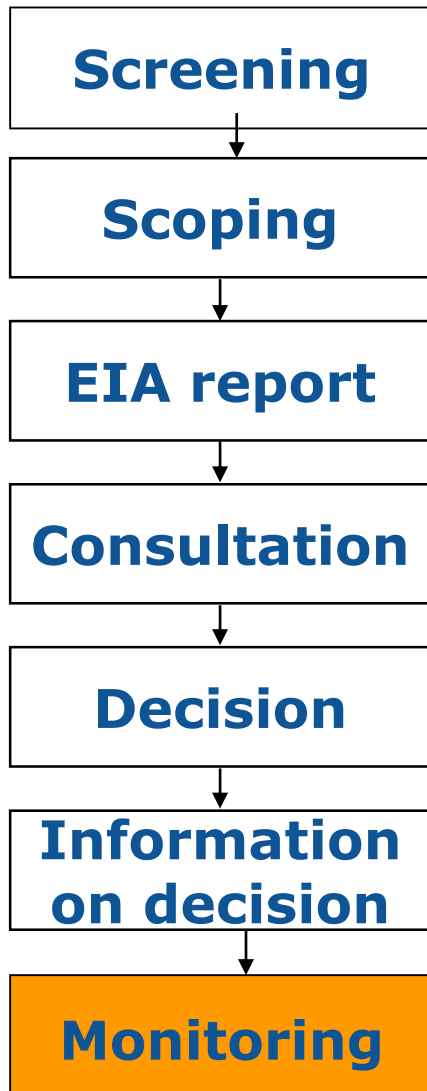 Screening
Scoping
EIA report
Consultation
Decision
Information
on decision
Monitoring